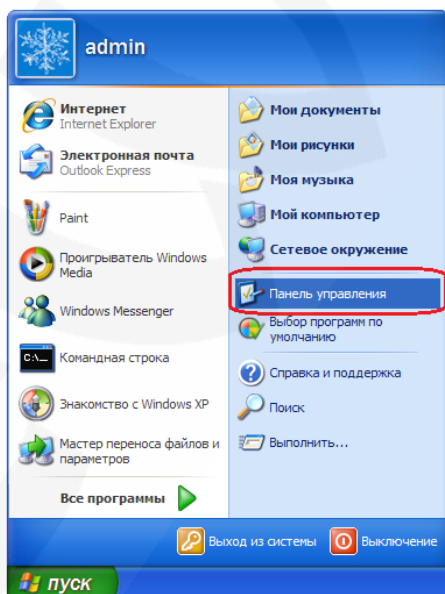 admin
Интернет
Internet Explorer
Электронная почта
Outlook Express
Paint
Проигрыватель Windows
Media
Windows Messenger
C:\_
Командная строка
Знакомство с Windows XP
Мастер переноса файлов и
параметров
Все программы
Мои документы
Мои рисунки
Моя музыка
Мой компьютер
Сетевое окружение
Панель управления
Выбор программ по
умолчанию
Справка и поддержка
Поиск
Выполнить...
Выход из системы
Выключение
пуск